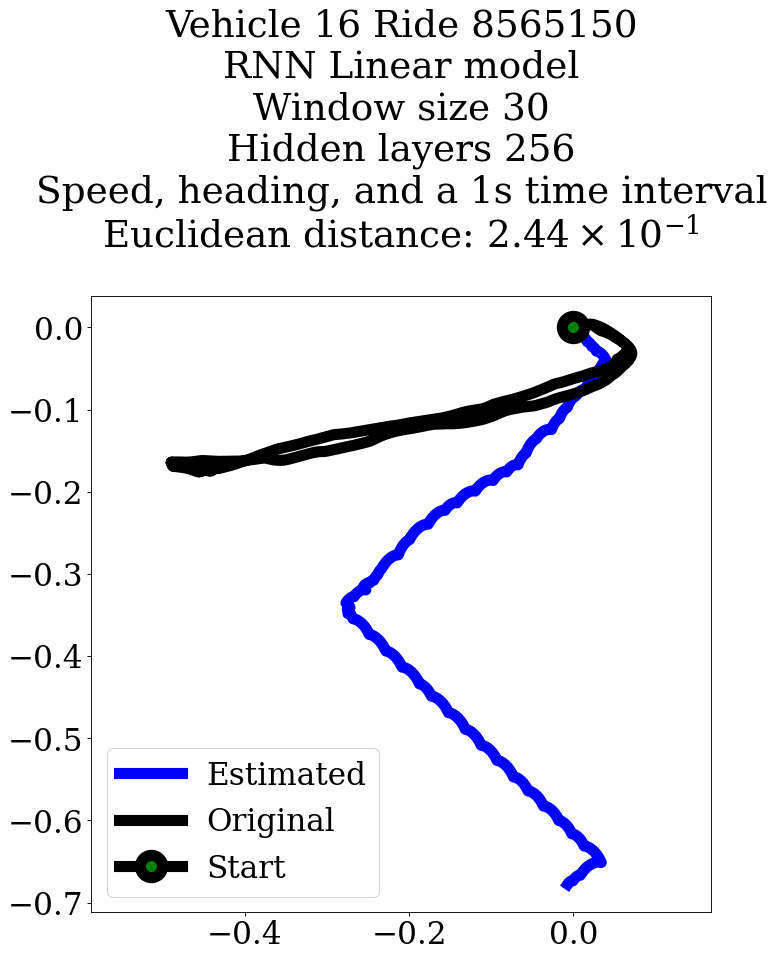 Vehicle 16 Ride 8565150
RNN Linear model
Window size 30
Hidden layers 256
Speed, heading, and a 1s time interval
Euclidean distance: 2.44 × 10⁻¹
0.0
−0.1
−0.2
−0.3
−0.4
−0.5
−0.6
−0.7
Estimated
Original
Start
−0.4 −0.2 0.0